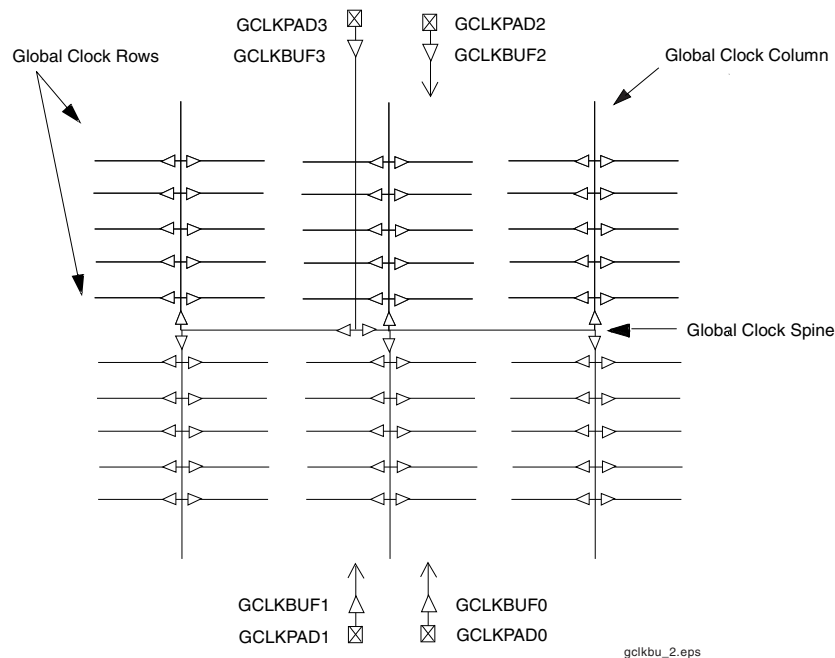 GCLKPAD3 GCLKPAD2
GCLKBUF3 GCLKBUF2
Global Clock Rows
Global Clock Column
Global Clock Spine
GCLKBUF1 GCLKBUF0
GCLKPAD1 GCLKPAD0
gclkbu_2.eps